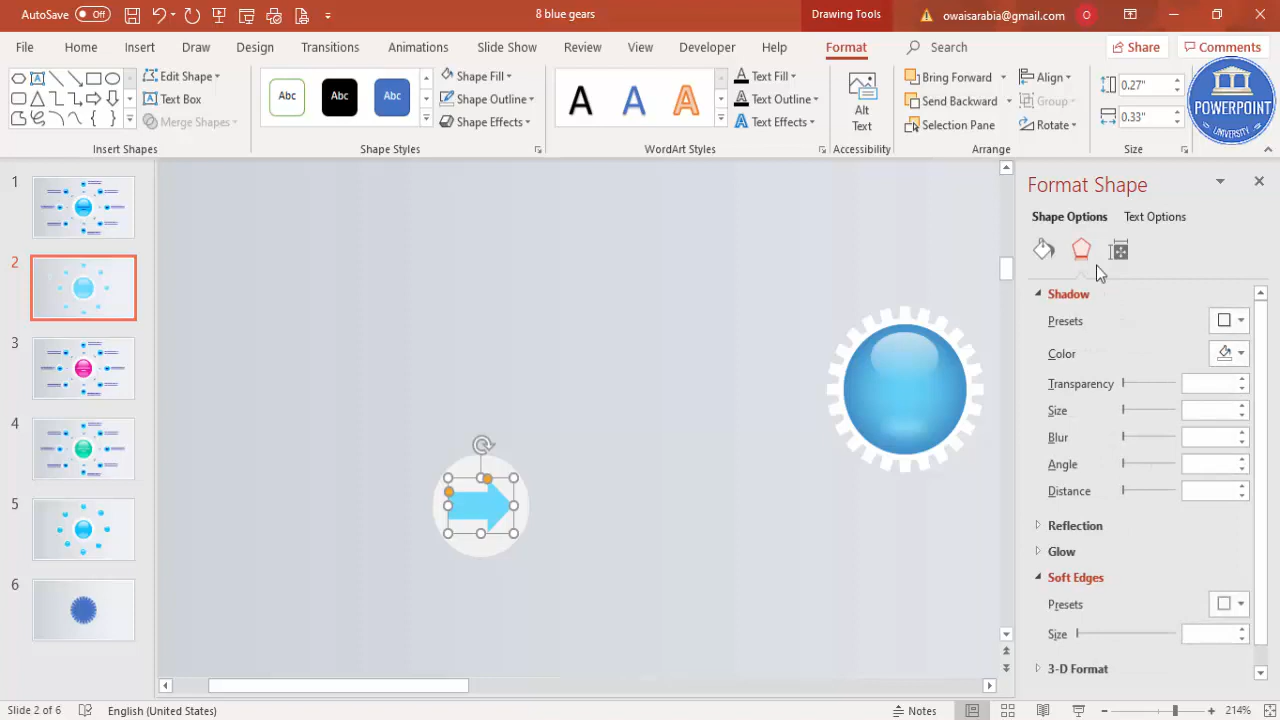 AutoSave Off 8 blue gears Drawing Tools owaisarabia@gmail.com O
File Home Insert Draw Design Transitions Animations Slide Show Review View Developer Help Format Search Share Comments
Edit Shape Text Box Merge Shapes
Insert Shapes
Abc Abc Abc
Shape Fill
Shape Outline
Shape Effects
Shape Styles
A A A
Text Fill
Text Outline
Text Effects
WordArt Styles
Alt
Text
Accessibility
Bring Forward Align
Send Backward Group
Selection Pane Rotate
Arrange
0.27"
0.33"
Size
POWERPOINT
UNIVERSITY
1
2
3
4
5
6
Format Shape
Shape Options Text Options
Shadow
Presets
Color
Transparency
Size
Blur
Angle
Distance
Reflection
Glow
Soft Edges
Presets
Size
3-D Format
Slide 2 of 6 English (United States) Notes 214%